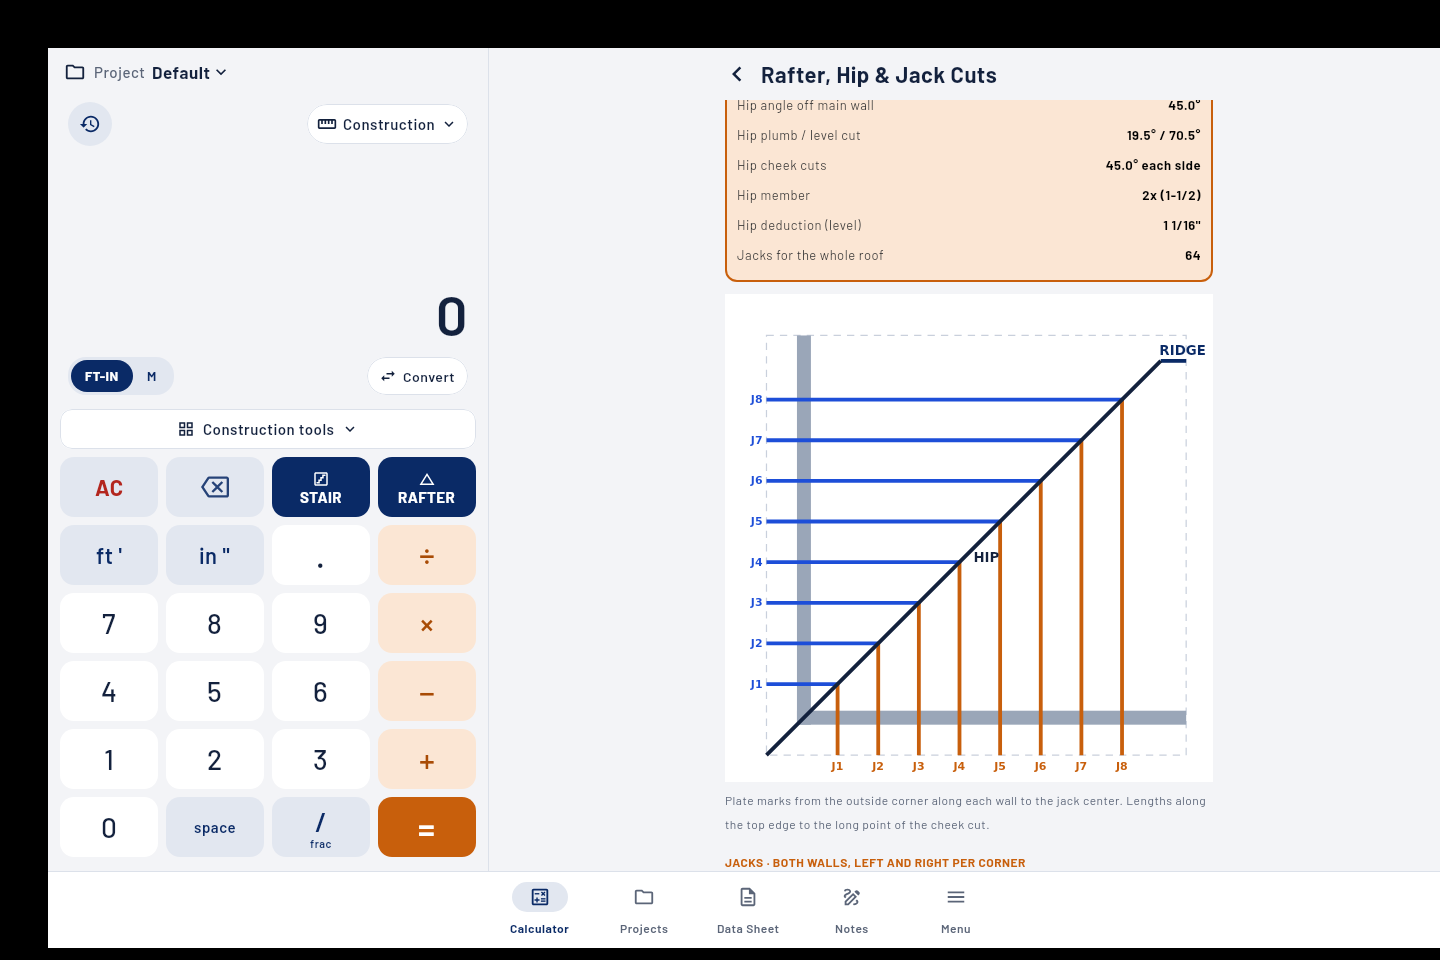 Project Default
Construction
0
FT-IN M
Convert
Construction tools
AC
STAIR
RAFTER
ft '
in "
.
÷
7
8
9
×
4
5
6
−
1
2
3
+
0
space
/
frac
=
Rafter, Hip & Jack Cuts
Hip angle off main wall 45.0°
Hip plumb / level cut 19.5° / 70.5°
Hip cheek cuts 45.0° each side
Hip member 2x (1-1/2)
Hip deduction (level) 1 1/16"
Jacks for the whole roof 64
RIDGE
J8
J7
J6
J5
J4
HIP
J3
J2
J1
J1 J2 J3 J4 J5 J6 J7 J8
Plate marks from the outside corner along each wall to the jack center. Lengths along
the top edge to the long point of the cheek cut.
JACKS · BOTH WALLS, LEFT AND RIGHT PER CORNER
Calculator
Projects
Data Sheet
Notes
Menu